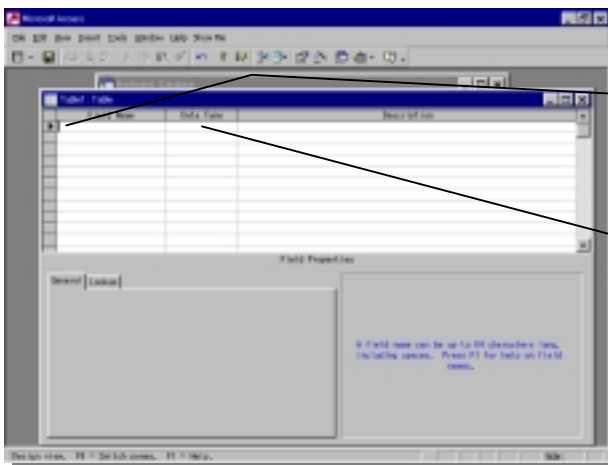 Microsoft Access
File Edit View Insert Tools Window Help Show Me
Table1 : Table
Field Name Data Type Description
Field Properties
General Lookup
A field name can be up to 64 characters long,
including spaces. Press F1 for help on field
names.
Design view. F6 = Switch panes. F1 = Help.
NUM